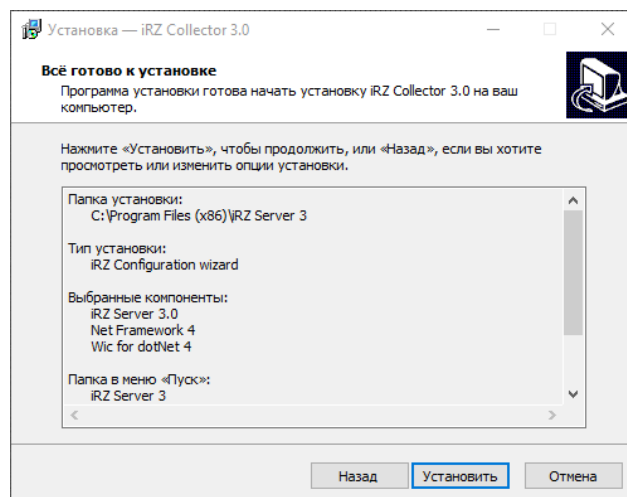 Установка — iRZ Collector 3.0
Всё готово к установке
Программа установки готова начать установку iRZ Collector 3.0 на ваш
компьютер.
Нажмите «Установить», чтобы продолжить, или «Назад», если вы хотите
просмотреть или изменить опции установки.
Папка установки:
C:\Program Files (x86)\iRZ Server 3
Тип установки:
iRZ Configuration wizard
Выбранные компоненты:
iRZ Server 3.0
Net Framework 4
Wic for dotNet 4
Папка в меню «Пуск»:
iRZ Server 3
Назад
Установить
Отмена